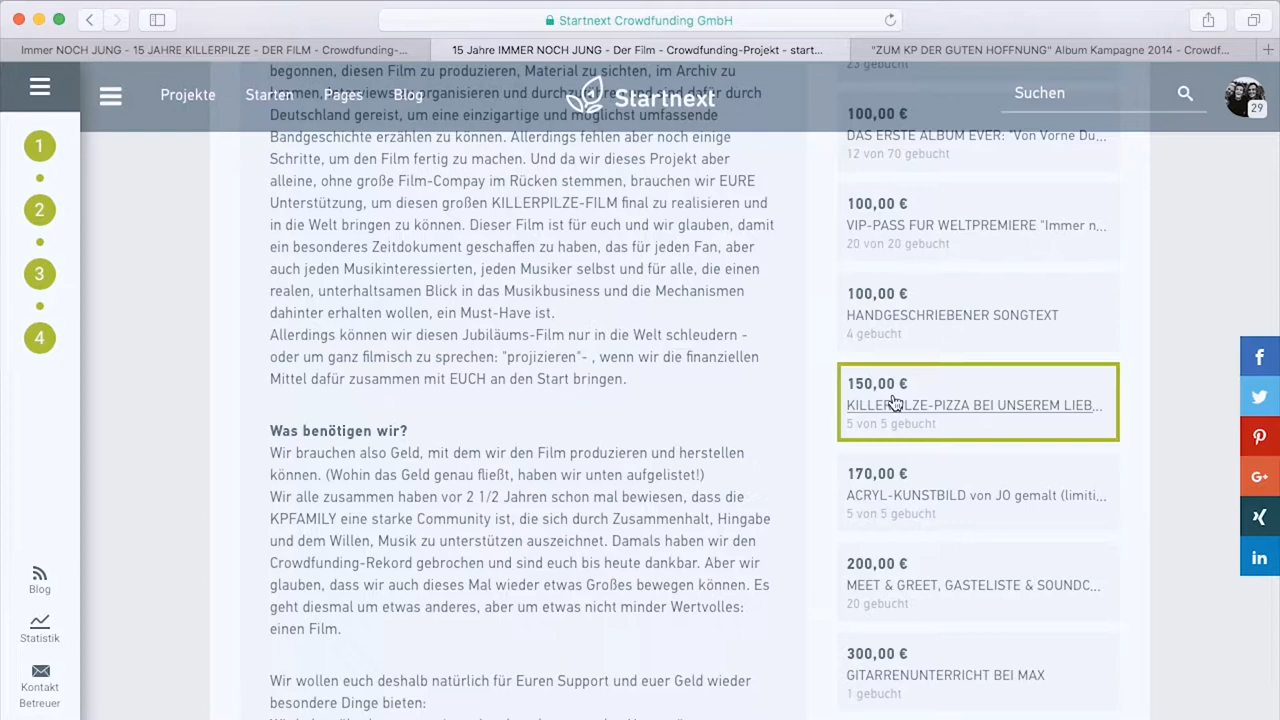 Startnext Crowdfunding GmbH
Immer NOCH JUNG - 15 JAHRE KILLERPILZE - DER FILM - Crowdfunding-...
15 Jahre IMMER NOCH JUNG - Der Film - Crowdfunding-Projekt - start...
"ZUM KP DER GUTEN HOFFNUNG" Album Kampagne 2014 - Crowdf...
Projekte
Starten
Pages
Blog
Startnext
Suchen
29
1
2
3
4
Blog
Statistik
Kontakt
Betreuer
begonnen, diesen Film zu produzieren, Material zu sichten, im Archiv zu
organisieren und dafür durch
Deutschland gereist, um eine einzigartige und möglichst umfassende
Bandgeschichte erzählen zu können. Allerdings fehlen aber noch einige
Schritte, um den Film fertig zu machen. Und da wir dieses Projekt aber
alleine, ohne große Film-Compay im Rücken stemmen, brauchen wir EURE
Unterstützung, um diesen großen KILLERPILZE-FILM final zu realisieren und
in die Welt bringen zu können. Dieser Film ist für euch und wir glauben, damit
ein besonderes Zeitdokument geschaffen zu haben, das für jeden Fan, aber
auch jeden Musikinteressierten, jeden Musiker selbst und für alle, die einen
realen, unterhaltsamen Blick in das Musikbusiness und die Mechanismen
dahinter erhalten wollen, ein Must-Have ist.
Allerdings können wir diesen Jubiläums-Film nur in die Welt schleudern -
oder um ganz filmisch zu sprechen: "projizieren"- , wenn wir die finanziellen
Mittel dafür zusammen mit EUCH an den Start bringen.
Was benötigen wir?
Wir brauchen also Geld, mit dem wir den Film produzieren und herstellen
können. (Wohin das Geld genau fließt, haben wir unten aufgelistet!)
Wir alle zusammen haben vor 2 1/2 Jahren schon mal bewiesen, dass die
KPFAMILY eine starke Community ist, die sich durch Zusammenhalt, Hingabe
und dem Willen, Musik zu unterstützen auszeichnet. Damals haben wir den
Crowdfunding-Rekord gebrochen und sind euch bis heute dankbar. Aber wir
glauben, dass wir auch dieses Mal wieder etwas Großes bewegen können. Es
geht diesmal um etwas anderes, aber um etwas nicht minder Wertvolles:
einen Film.
Wir wollen euch deshalb natürlich für Euren Support und euer Geld wieder
besondere Dinge bieten:
23 gebucht
100,00 €
DAS ERSTE ALBUM EVER: "Von Vorne Du...
12 von 70 gebucht
100,00 €
VIP-PASS FÜR WELTPREMIERE "Immer n...
20 von 20 gebucht
100,00 €
HANDGESCHRIEBENER SONGTEXT
4 gebucht
150,00 €
KILLERPILZE-PIZZA BEI UNSEREM LIEB...
5 von 5 gebucht
170,00 €
ACRYL-KUNSTBILD von JO gemalt (limiti...
5 von 5 gebucht
200,00 €
MEET & GREET, GASTELISTE & SOUNDC...
20 gebucht
300,00 €
GITARRENUNTERRICHT BEI MAX
1 gebucht